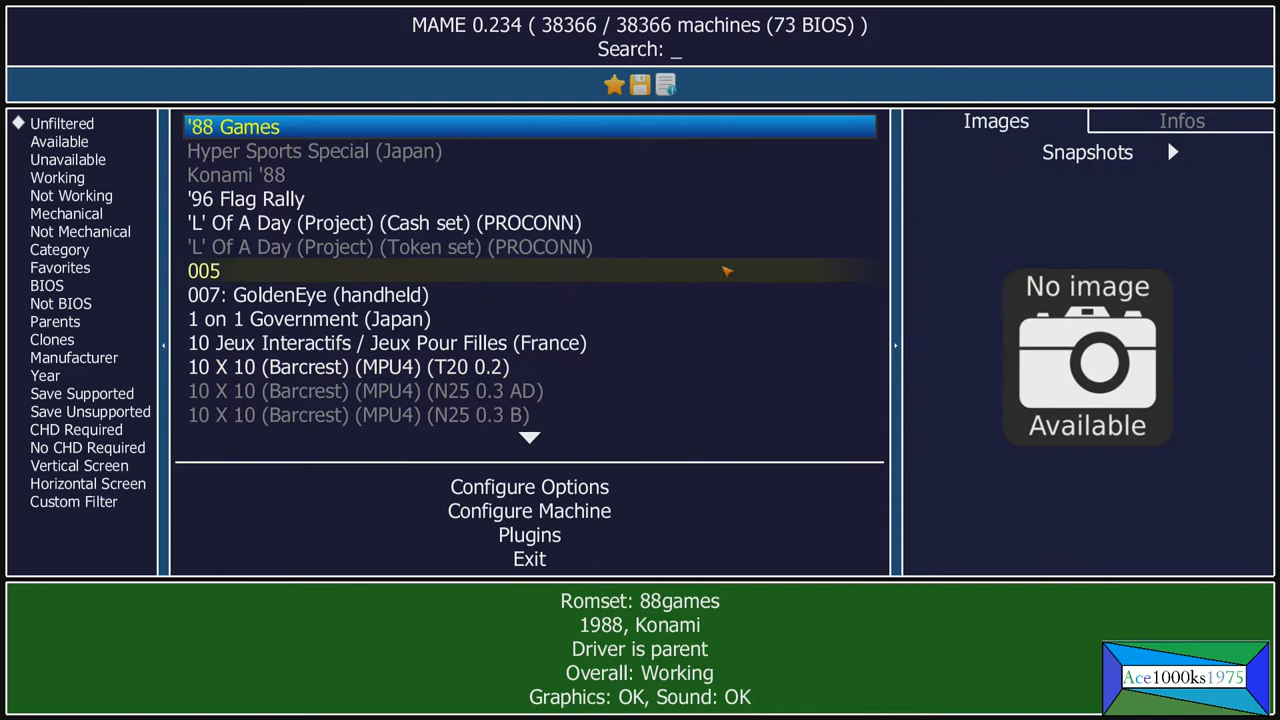 MAME 0.234 ( 38366 / 38366 machines (73 BIOS) )
Search: _
Unfiltered
Available
Unavailable
Working
Not Working
Mechanical
Not Mechanical
Category
Favorites
BIOS
Not BIOS
Parents
Clones
Manufacturer
Year
Save Supported
Save Unsupported
CHD Required
No CHD Required
Vertical Screen
Horizontal Screen
Custom Filter
'88 Games
Hyper Sports Special (Japan)
Konami '88
'96 Flag Rally
'L' Of A Day (Project) (Cash set) (PROCONN)
'L' Of A Day (Project) (Token set) (PROCONN)
005
007: GoldenEye (handheld)
1 on 1 Government (Japan)
10 Jeux Interactifs / Jeux Pour Filles (France)
10 X 10 (Barcrest) (MPU4) (T20 0.2)
10 X 10 (Barcrest) (MPU4) (N25 0.3 AD)
10 X 10 (Barcrest) (MPU4) (N25 0.3 B)
Configure Options
Configure Machine
Plugins
Exit
Images
Infos
Snapshots
No image
Available
Romset: 88games
1988, Konami
Driver is parent
Overall: Working
Graphics: OK, Sound: OK
Ace1000ks1975